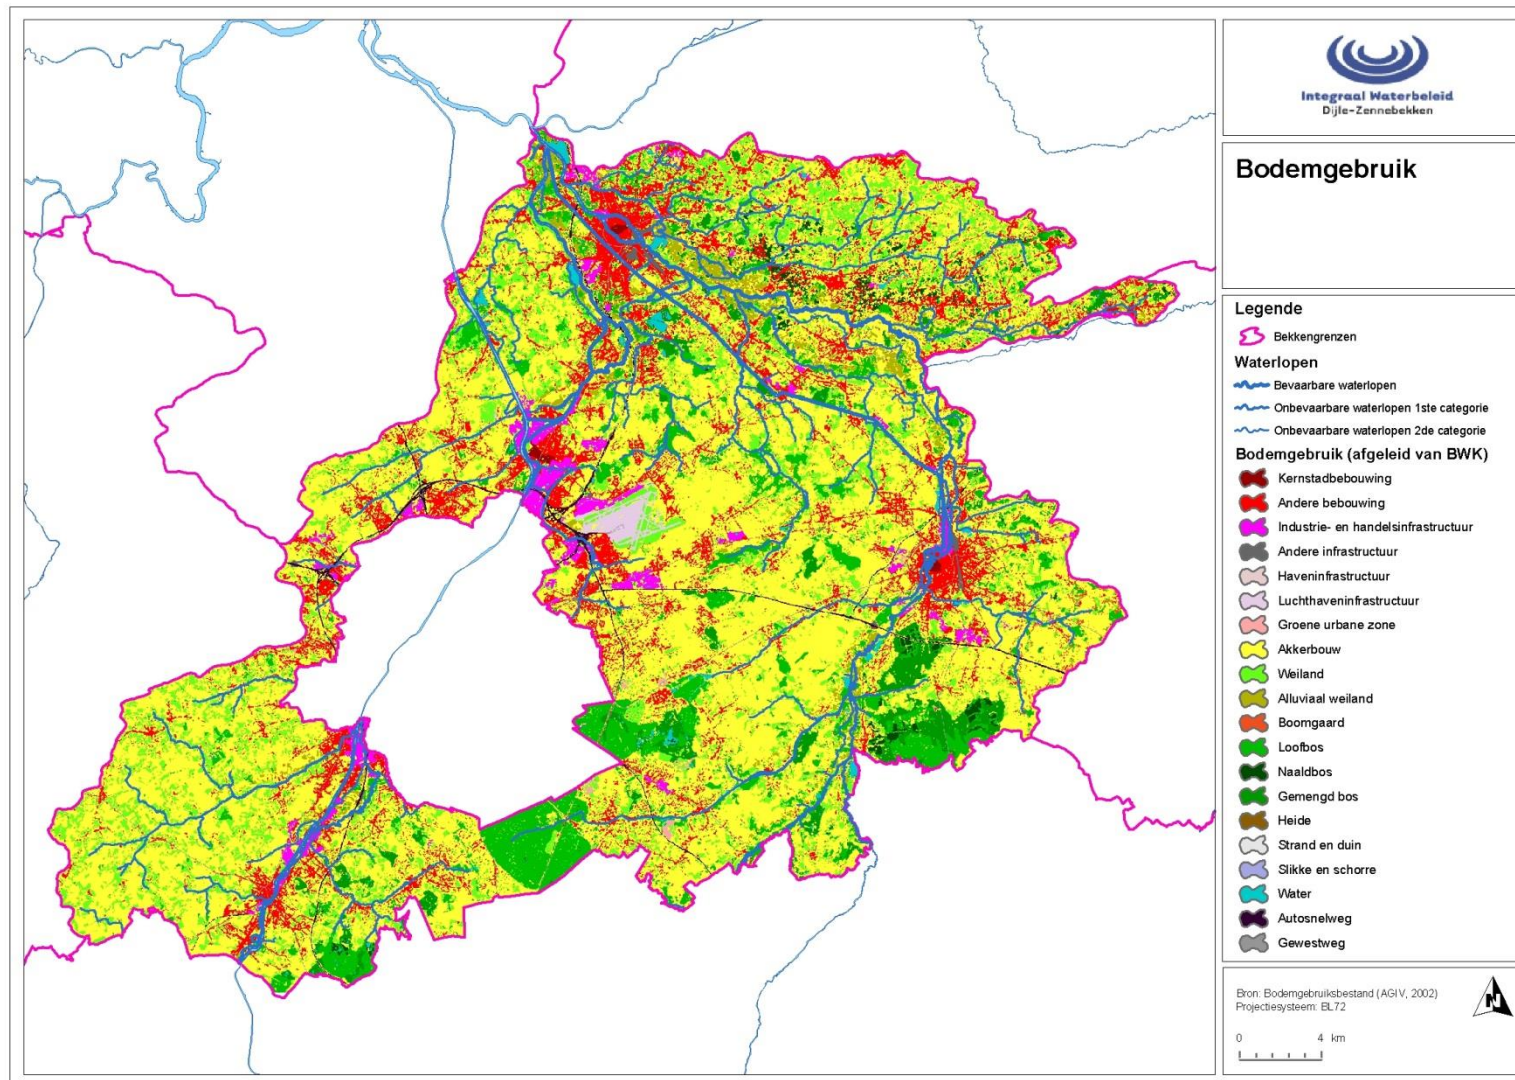 Integraal Waterbeleid
Dijle-Zennebekken
Bodemgebruik
Legende
Bekkengrenzen
Waterlopen
Bevaarbare waterlopen
Onbevaarbare waterlopen 1ste categorie
Onbevaarbare waterlopen 2de categorie
Bodemgebruik (afgeleid van BWK)
Kernstadbebouwing
Andere bebouwing
Industrie- en handelsinfrastructuur
Andere infrastructuur
Haveninfrastructuur
Luchthaveninfrastructuur
Groene urbane zone
Akkerbouw
Weiland
Alluviaal weiland
Boomgaard
Loofbos
Naaldbos
Gemengd bos
Heide
Strand en duin
Slikke en schorre
Water
Autosnelweg
Gewestweg
Bron: Bodemgebruiksbestand (AGIV, 2002)
Projectiesysteem: BL72
N
0 4 km